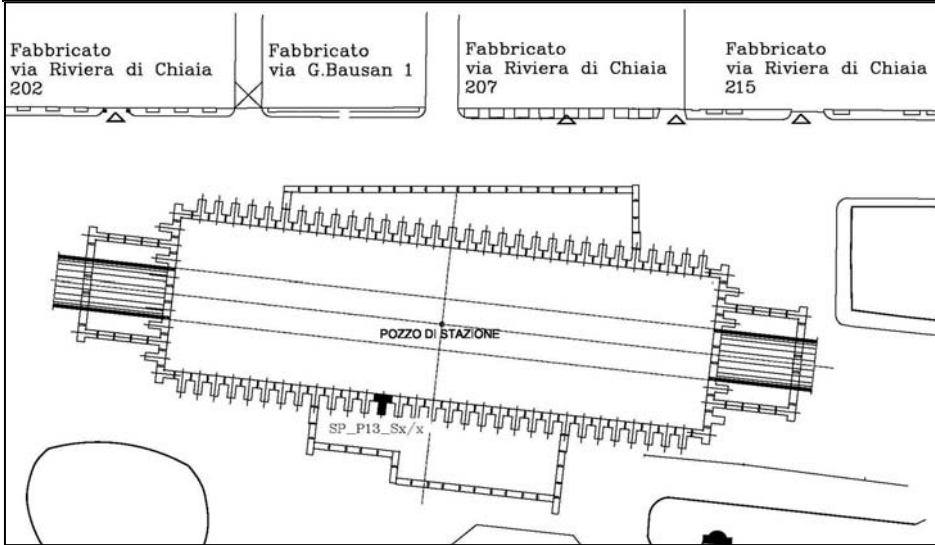 Fabbricato
via Riviera di Chiaia
202
Fabbricato
via G.Bausan 1
Fabbricato
via Riviera di Chiaia
207
Fabbricato
via Riviera di Chiaia
215
POZZO DI STAZIONE
SP_P13_Sx/x